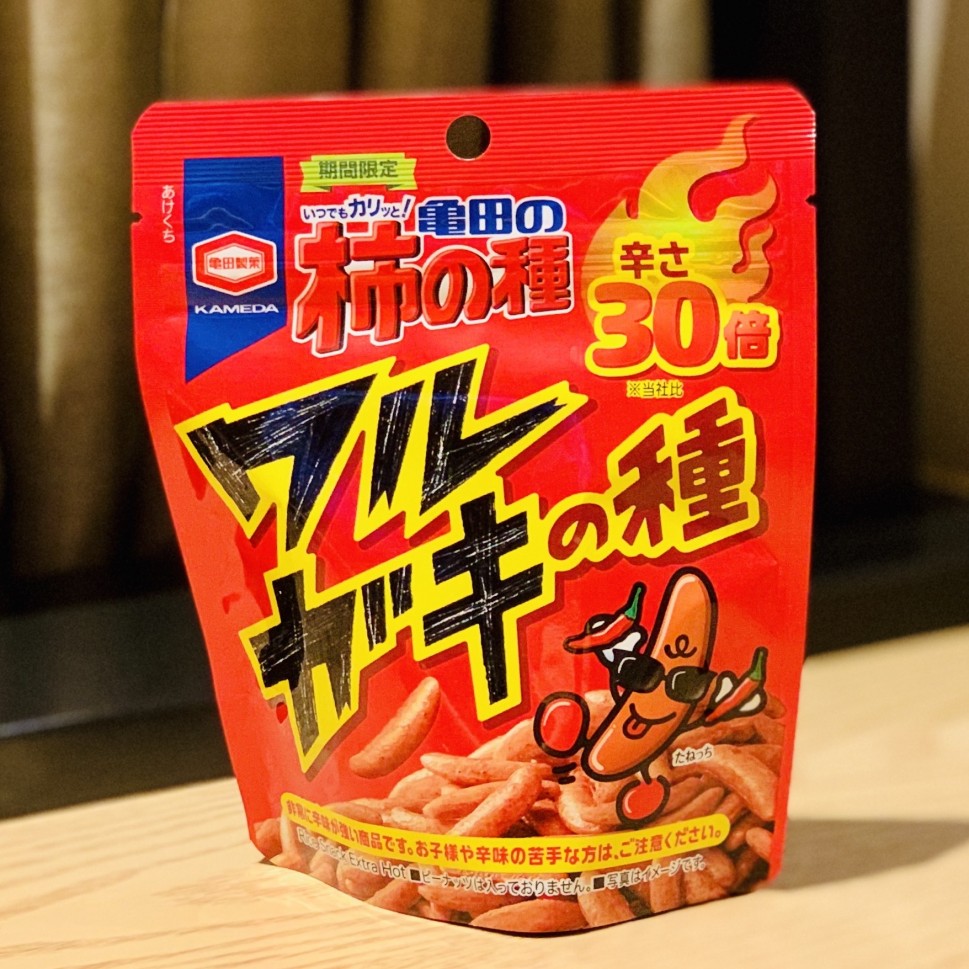 期間限定
あけくち
いつでもカリッと!
亀田の
柿の種
亀田製菓
KAMEDA
辛さ
30倍
※当社比
ワル
ガキの種
たねっち
非常に辛味が強い商品です。お子様や辛味の苦手な方は、ご注意ください。
Rice Snack Extra Hot ■ピーナッツは入っておりません。■写真はイメージです。